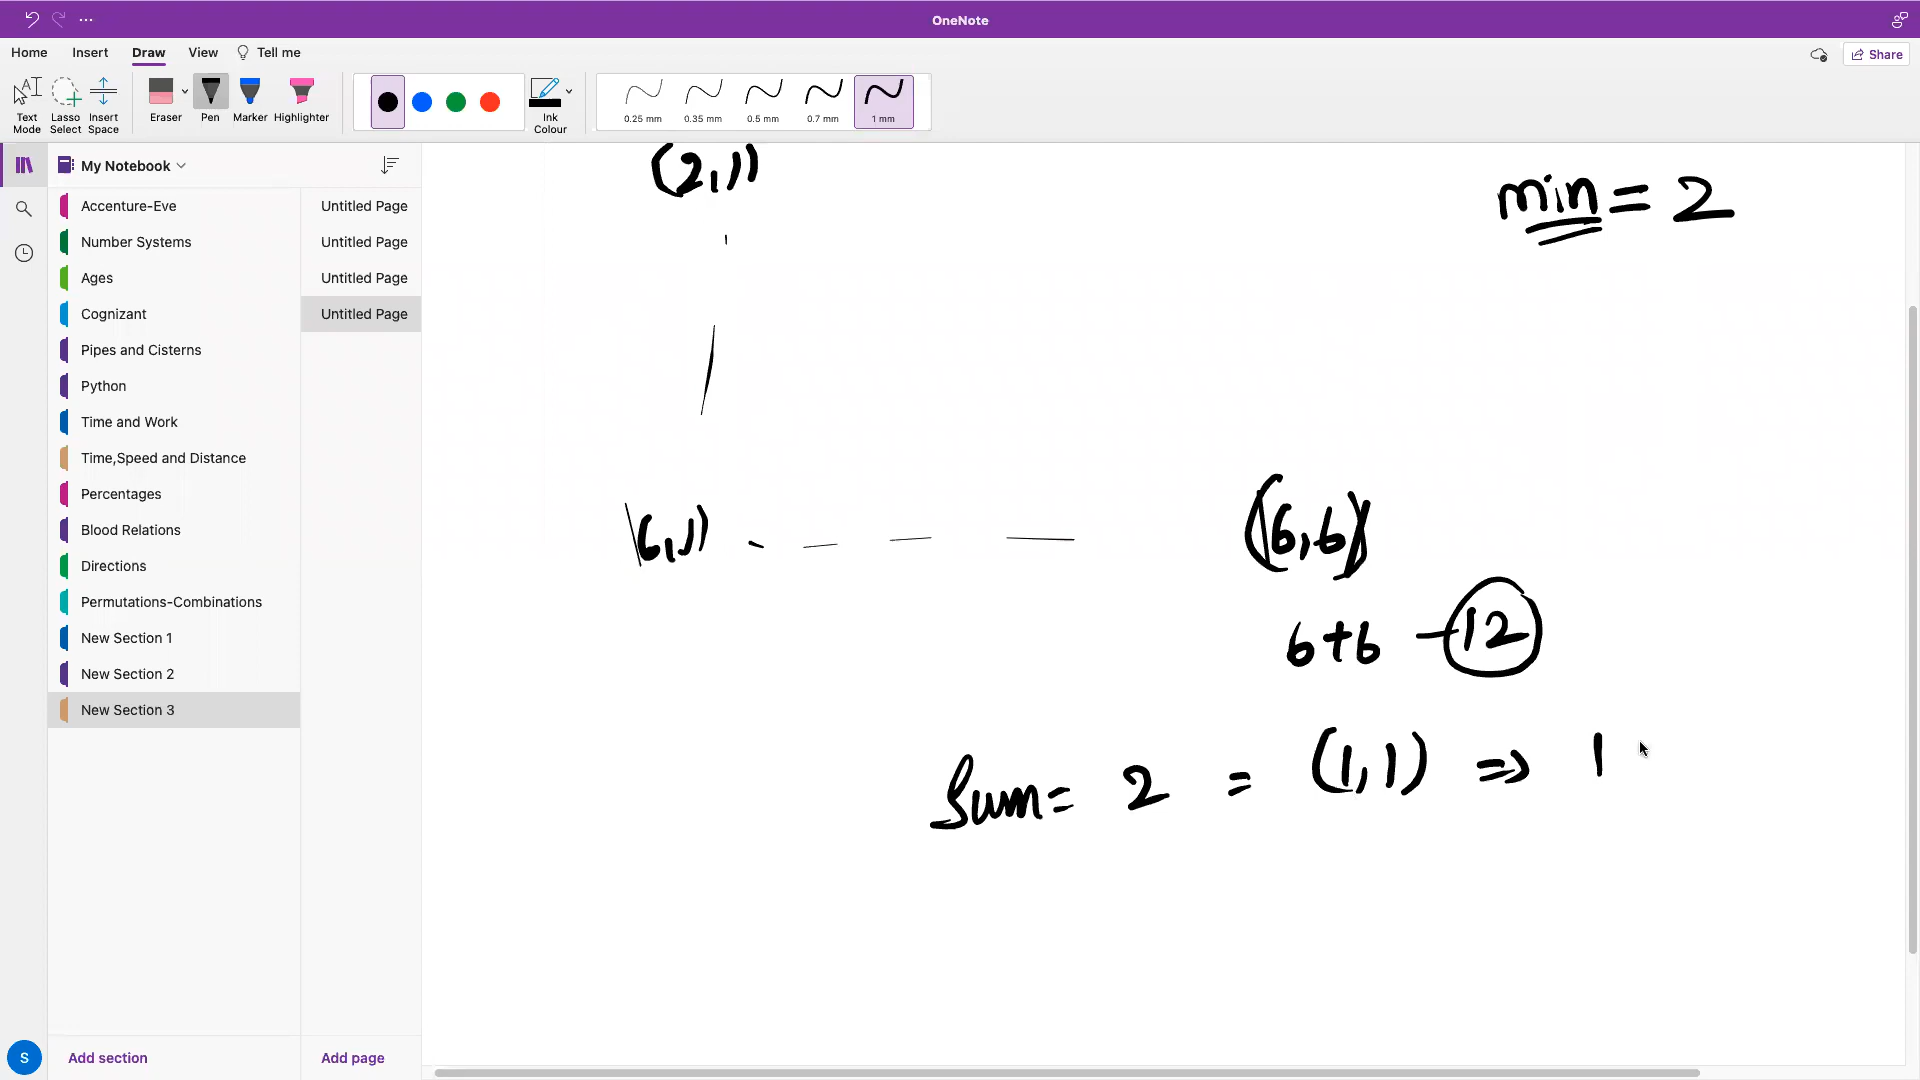 OneNote
Home Insert Draw View Tell me
Share
Text Mode
Lasso Select
Insert Space
Eraser
Pen
Marker
Highlighter
Ink Colour
0.25 mm
0.35 mm
0.5 mm
0.7 mm
1 mm
My Notebook
Accenture-Eve
Number Systems
Ages
Cognizant
Pipes and Cisterns
Python
Time and Work
Time,Speed and Distance
Percentages
Blood Relations
Directions
Permutations-Combinations
New Section 1
New Section 2
New Section 3
Add section
S
Untitled Page
Untitled Page
Untitled Page
Untitled Page
Add page
(2,1)
min = 2
(6,1) . - - - (6,6)
6+6 - 12
Sum = 2 = (1,1) => 1